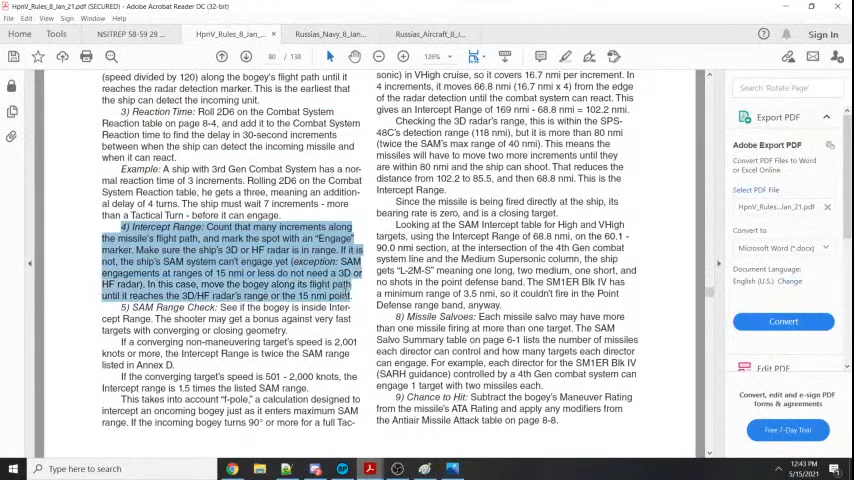 HpnV_Rules_8_Jan_21.pdf (SECURED) - Adobe Acrobat Reader DC (32-bit)
File Edit View Sign Window Help
Home Tools NSITREP 58-59 29 ... HpnV_Rules_8_Jan_... × Russias_Navy_8_J... Russias_Aircraft_8_J... Sign In
80 / 138 126%
(speed divided by 120) along the bogey's flight path until it
reaches the radar detection marker. This is the earliest that
the ship can detect the incoming unit.
3) Reaction Time: Roll 2D6 on the Combat System
Reaction table on page 8-4, and add it to the Combat System
Reaction time to find the delay in 30-second increments
between when the ship can detect the incoming missile and
when it can react.
Example: A ship with 3rd Gen Combat System has a nor-
mal reaction time of 3 increments. Rolling 2D6 on the Combat
System Reaction table, he gets a three, meaning an addition-
al delay of 4 turns. The ship must wait 7 increments - more
than a Tactical Turn - before it can engage.
4) Intercept Range: Count that many increments along
the missile's flight path, and mark the spot with an "Engage"
marker. Make sure the ship's 3D or HF radar is in range. If it is
not, the ship's SAM system can't engage yet (exception: SAM
engagements at ranges of 15 nmi or less do not need a 3D or
HF radar). In this case, move the bogey along its flight path
until it reaches the 3D/HF radar's range or the 15 nmi point.
5) SAM Range Check: See if the bogey is inside Inter-
cept Range. The shooter may get a bonus against very fast
targets with converging or closing geometry.
If a converging non-maneuvering target's speed is 2,001
knots or more, the Intercept Range is twice the SAM range
listed in Annex D.
If the converging target's speed is 501 - 2,000 knots, the
Intercept range is 1.5 times the listed SAM range.
This takes into account "f-pole", a calculation designed to
intercept an oncoming bogey just as it enters maximum SAM
range. If the incoming bogey turns 90° or more for a full Tac-
sonic) in VHigh cruise, so it covers 16.7 nmi per increment. In
4 increments, it moves 66.8 nmi (16.7 nmi x 4) from the edge
of the radar detection until the combat system can react. This
gives an Intercept Range of 169 nmi - 68.8 nmi = 102.2 nmi.
Checking the 3D radar's range, this is within the SPS-
48C's detection range (118 nmi), but it is more than 80 nmi
(twice the SAM's max range of 40 nmi). This means the
missiles will have to move two more increments until they
are within 80 nmi and the ship can shoot. That reduces the
distance from 102.2 to 85.5, and then 68.8 nmi. This is the
Intercept Range.
Since the missile is being fired directly at the ship, its
bearing rate is zero, and is a closing target.
Looking at the SAM Intercept table for High and VHigh
targets, using the Intercept Range of 68.8 nmi, on the 60.1 -
90.0 nmi section, at the intersection of the 4th Gen combat
system line and the Medium Supersonic column, the ship
gets "L-2M-S" meaning one long, two medium, one short, and
no shots in the point defense band. The SM1ER Blk IV has
a minimum range of 3.5 nmi, so it couldn't fire in the Point
Defense range band, anyway.
8) Missile Salvoes: Each missile salvo may have more
than one missile firing at more than one target. The SAM
Salvo Summary table on page 6-1 lists the number of missiles
each director can control and how many targets each director
can engage. For example, each director for the SM1ER Blk IV
(SARH guidance) controlled by a 4th Gen combat system can
engage 1 target with two missiles each.
9) Chance to Hit: Subtract the bogey's Maneuver Rating
from the missile's ATA Rating and apply any modifiers from
the Antiair Missile Attack table on page 8-8.
Search 'Rotate Page'
Export PDF
Adobe Export PDF
Convert PDF Files to Word
or Excel Online
Select PDF File
HpnV_Rules_...Jan_21.pdf
Convert to
Microsoft Word (*.docx)
Document Language:
English (U.S.) Change
Convert
Edit PDF
Convert, edit and e-sign PDF
forms & agreements
Free 7-Day Trial
Type here to search
12:43 PM
5/15/2021